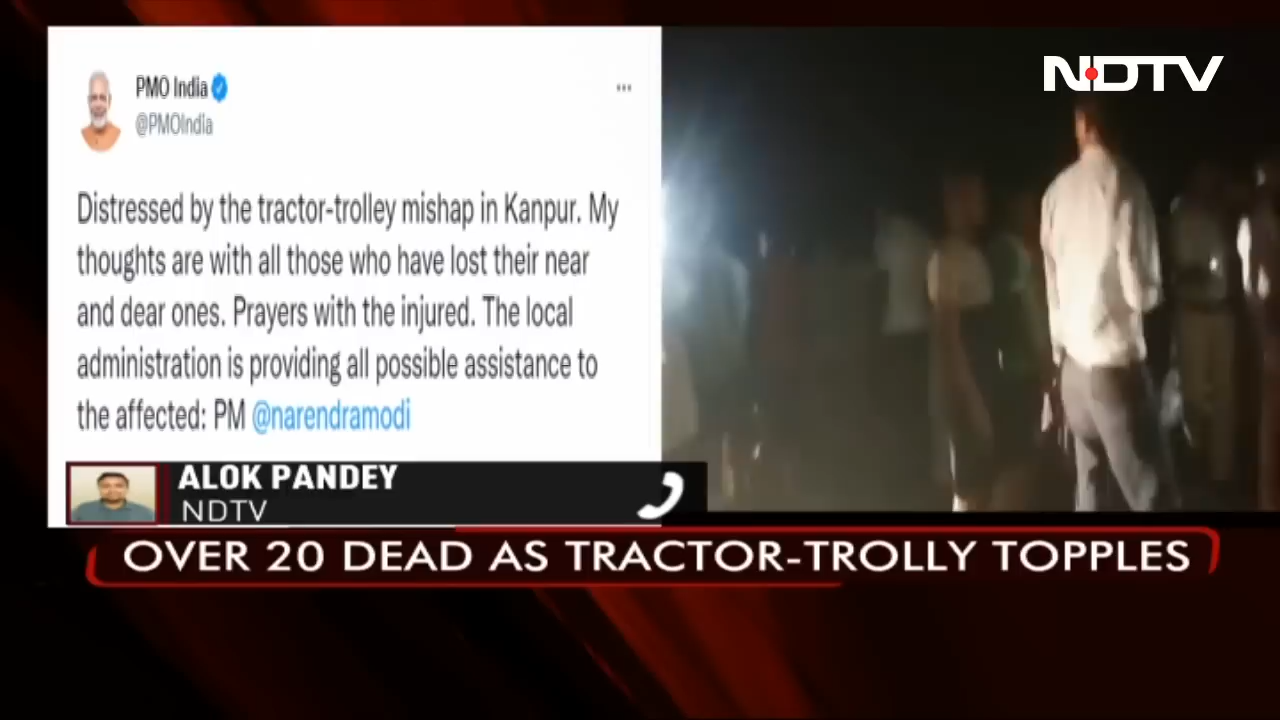 NDTV
PMO India
@PMOIndia
Distressed by the tractor-trolley mishap in Kanpur. My
thoughts are with all those who have lost their near
and dear ones. Prayers with the injured. The local
administration is providing all possible assistance to
the affected: PM @narendramodi
ALOK PANDEY
NDTV
OVER 20 DEAD AS TRACTOR-TROLLY TOPPLES